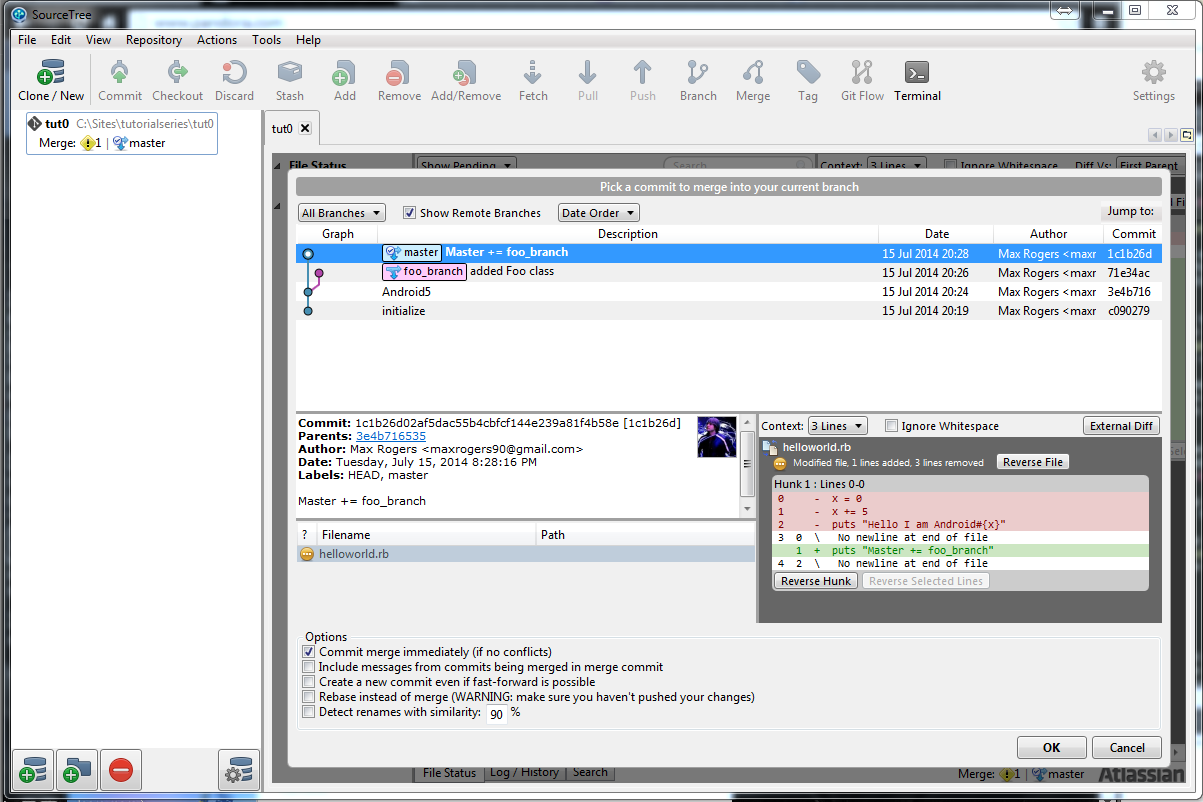 SourceTree
File Edit View Repository Actions Tools Help
Clone / New Commit Checkout Discard Stash Add Remove Add/Remove Fetch Pull Push Branch Merge Tag Git Flow Terminal Settings
tut0 C:\Sites\tutorialseries\tut0
Merge: 1 | master
tut0
File Status Show Pending Search Context: 3 Lines Ignore Whitespace Diff Vs: First Parent
Pick a commit to merge into your current branch
All Branches Show Remote Branches Date Order Jump to:
Graph Description Date Author Commit
master Master += foo_branch 15 Jul 2014 20:28 Max Rogers <maxr 1c1b26d
foo_branch added Foo class 15 Jul 2014 20:26 Max Rogers <maxr 71e34ac
Android5 15 Jul 2014 20:24 Max Rogers <maxr 3e4b716
initialize 15 Jul 2014 20:19 Max Rogers <maxr c090279
Commit: 1c1b26d02af5dac55b4cbfcf144e239a81f4b58e [1c1b26d]
Parents: 3e4b716535
Author: Max Rogers <maxrogers90@gmail.com>
Date: Tuesday, July 15, 2014 8:28:16 PM
Labels: HEAD, master
Master += foo_branch
? Filename Path
helloworld.rb
Context: 3 Lines Ignore Whitespace External Diff
helloworld.rb
Modified file, 1 lines added, 3 lines removed Reverse File
Hunk 1 : Lines 0-0
0 - x = 0
1 - x += 5
2 - puts "Hello I am Android#{x}"
3 0 \ No newline at end of file
1 + puts "Master += foo_branch"
4 2 \ No newline at end of file
Reverse Hunk Reverse Selected Lines
Options
Commit merge immediately (if no conflicts)
Include messages from commits being merged in merge commit
Create a new commit even if fast-forward is possible
Rebase instead of merge (WARNING: make sure you haven't pushed your changes)
Detect renames with similarity: 90 %
OK Cancel
File Status Log / History Search Merge: 1 master Atlassian